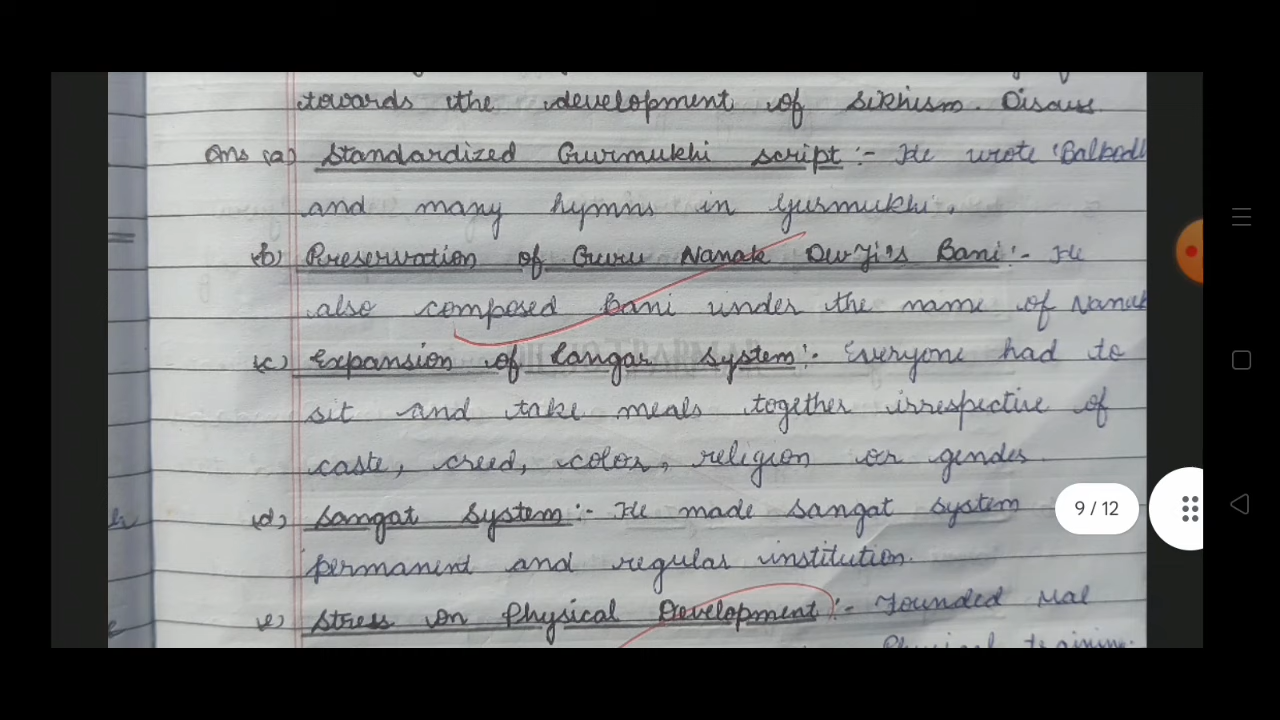 towards the development of Sikhism. Discuss
Ans (a) Standardized Gurmukhi script :- He wrote 'Balbodh
and many hymns in Gurmukhi.
(b) Preservation of Guru Nanak Dev Ji's Bani :- He
also composed Bani under the name of Nanak
(c) Expansion of langar system :- Everyone had to
sit and take meals together irrespective of
caste, creed, color, religion or gender
(d) Sangat system :- He made sangat system
9 / 12
permanent and regular institution.
(e) Stress on Physical Development :- Founded Mal
Physical training.